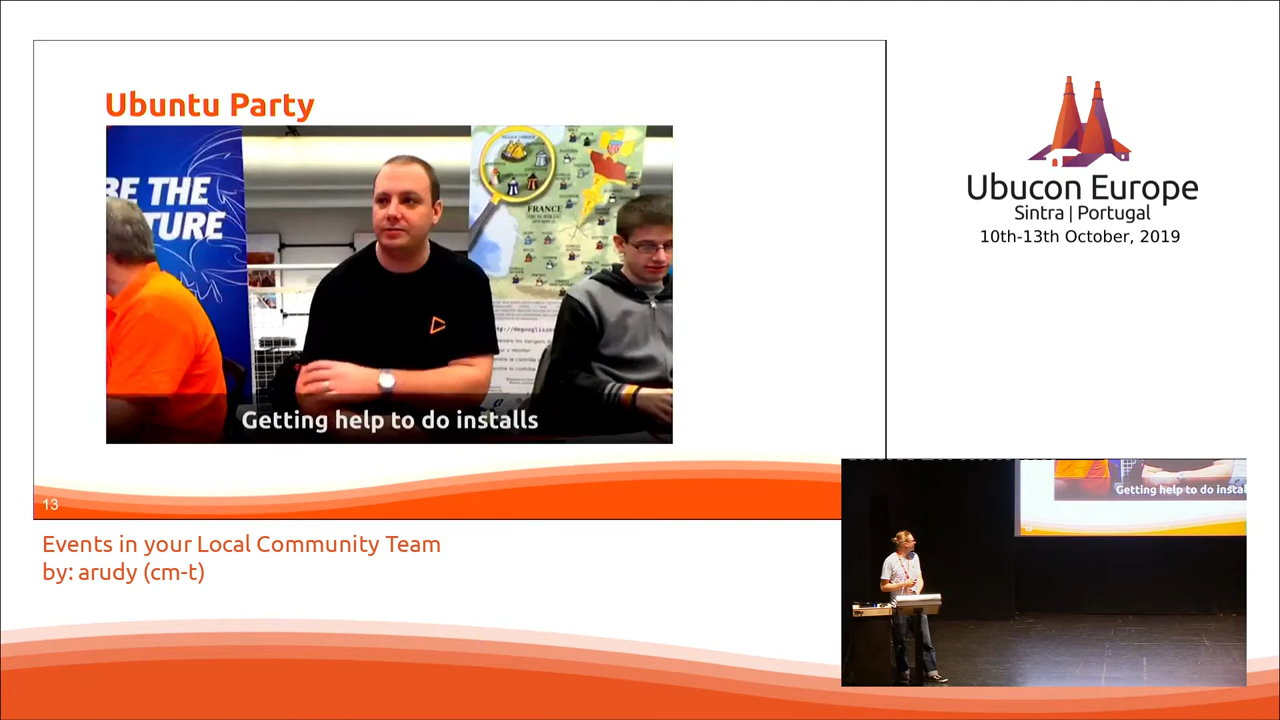 Ubuntu Party
BE THE
TURE
FRANCE
Getting help to do installs
13
Events in your Local Community Team
by: arudy (cm-t)
Ubucon Europe
Sintra | Portugal
10th-13th October, 2019
Getting help to do instal